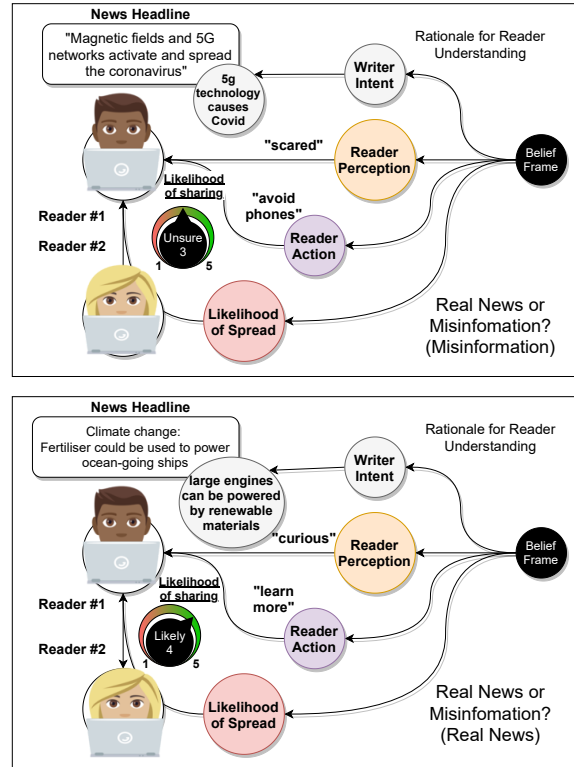 News Headline
"Magnetic fields and 5G
networks activate and spread
the coronavirus"
Rationale for Reader
Understanding
5g
technology
causes
Covid
Writer
Intent
"scared"
Reader
Perception
Belief
Frame
Likelihood
of sharing
"avoid
phones"
Reader #1
Reader #2
Unsure
3
1
5
Reader
Action
Likelihood
of Spread
Real News or
Misinfomation?
(Misinformation)
News Headline
Climate change:
Fertiliser could be used to power
ocean-going ships
Rationale for Reader
Understanding
large engines
can be powered
by renewable
materials
Writer
Intent
"curious"
Reader
Perception
Belief
Frame
Likelihood
of sharing
"learn
more"
Reader #1
Reader #2
Likely
4
1
5
Reader
Action
Likelihood
of Spread
Real News or
Misinfomation?
(Real News)